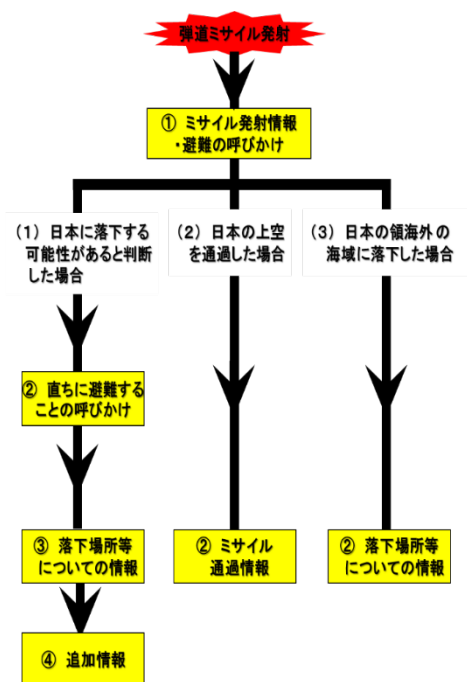 弾道ミサイル発射
① ミサイル発射情報
・避難の呼びかけ
(1) 日本に落下する
可能性があると判断
した場合
(2) 日本の上空
を通過した場合
(3) 日本の領海外の
海域に落下した場合
② 直ちに避難する
ことの呼びかけ
③ 落下場所等
についての情報
② ミサイル
通過情報
② 落下場所等
についての情報
④ 追加情報